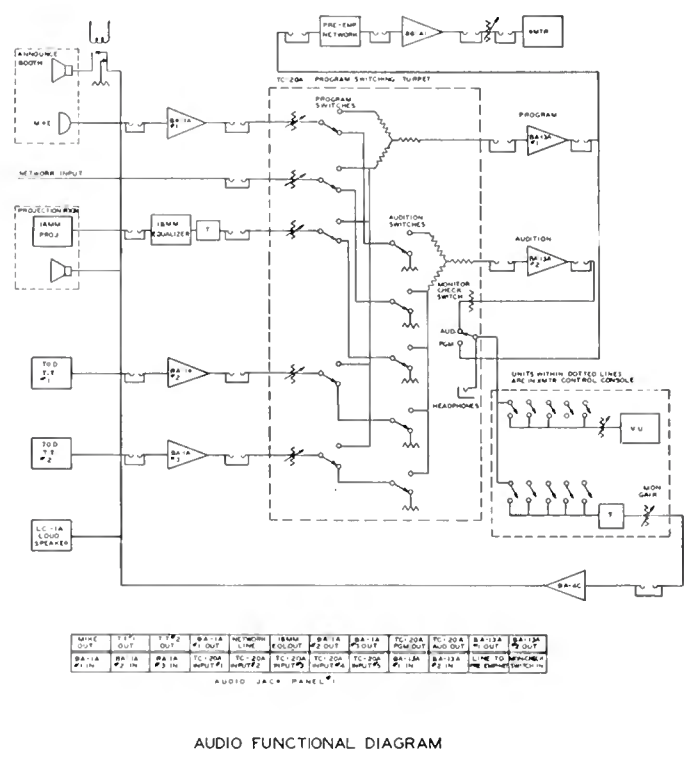 ANNOUNCE
BOOTH
MIKE
BA-1A
#1
NETWORK INPUT
PROJECTION ROOM
16MM
PROJ.
16MM
EQUALIZER
T
70 D
T.T.
#1
BA-1A
#2
70 D
T.T.
#2
BA-1A
#3
LC-1A
LOUD
SPEAKER
PRE-EMP
NETWORK
XMTR
TC-20A PROGRAM SWITCHING TURRET
PROGRAM
SWITCHES
AUDITION
SWITCHES
PROGRAM
BA-13A
#1
AUDITION
BA-13A
#2
MONITOR
CHECK
SWITCH
AUD.
PGM
HEADPHONES
UNITS WITHIN DOTTED LINES
ARE IN XMTR CONTROL CONSOLE
V U
T
MON
GAIN
BA-4C
MIKE OUT
T T #1 OUT
T T #2 OUT
BA-1A #1 OUT
NETWORK LINE
16MM EQ OUT
BA-1A #2 OUT
BA-1A #3 OUT
TC-20A PGM OUT
TC-20A AUD OUT
BA-13A #1 OUT
BA-13A #2 OUT
BA-1A #1 IN
BA-1A #2 IN
BA-1A #3 IN
TC-20A INPUT #1
TC-20A INPUT #2
TC-20A INPUT #3
TC-20A INPUT #4
TC-20A INPUT #5
BA-13A #1 IN
BA-13A #2 IN
LINE TO PRE EMPHNET
MON-CHECK SWITCH IN
AUDIO JACK PANEL #1
AUDIO FUNCTIONAL DIAGRAM